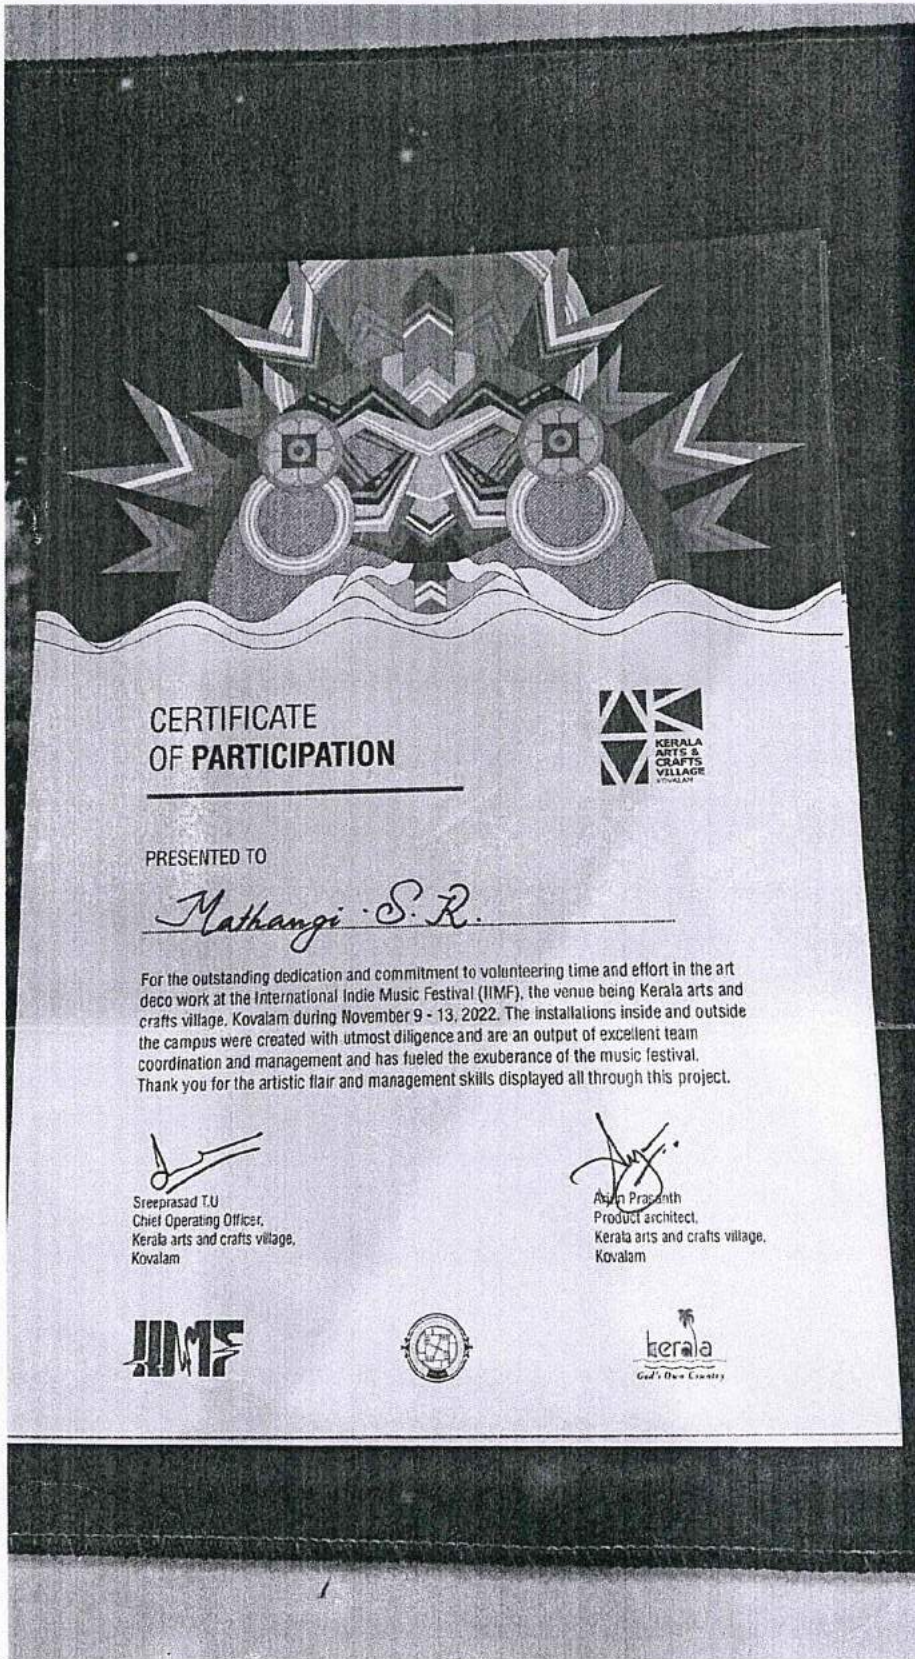 CERTIFICATE
OF PARTICIPATION
KERALA
ARTS &
CRAFTS
VILLAGE
KOVALAM
PRESENTED TO
Mathangi S. R.
For the outstanding dedication and commitment to volunteering time and effort in the art
deco work at the International Indie Music Festival (IIMF), the venue being Kerala arts and
crafts village, Kovalam during November 9 - 13, 2022. The installations inside and outside
the campus were created with utmost diligence and are an output of excellent team
coordination and management and has fueled the exuberance of the music festival.
Thank you for the artistic flair and management skills displayed all through this project.
Sreeprasad T.U
Chief Operating Officer,
Kerala arts and crafts village,
Kovalam
Prasanth
Product architect,
Kerala arts and crafts village,
Kovalam
IIMF
kerala
God's Own Country